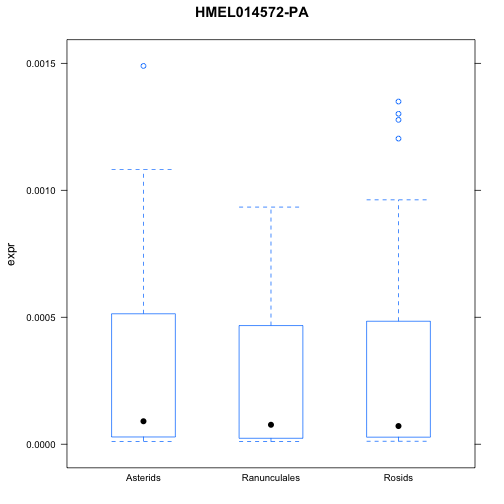 HMEL014572-PA
expr
0.0015
0.0010
0.0005
0.0000
Asterids
Ranunculales
Rosids